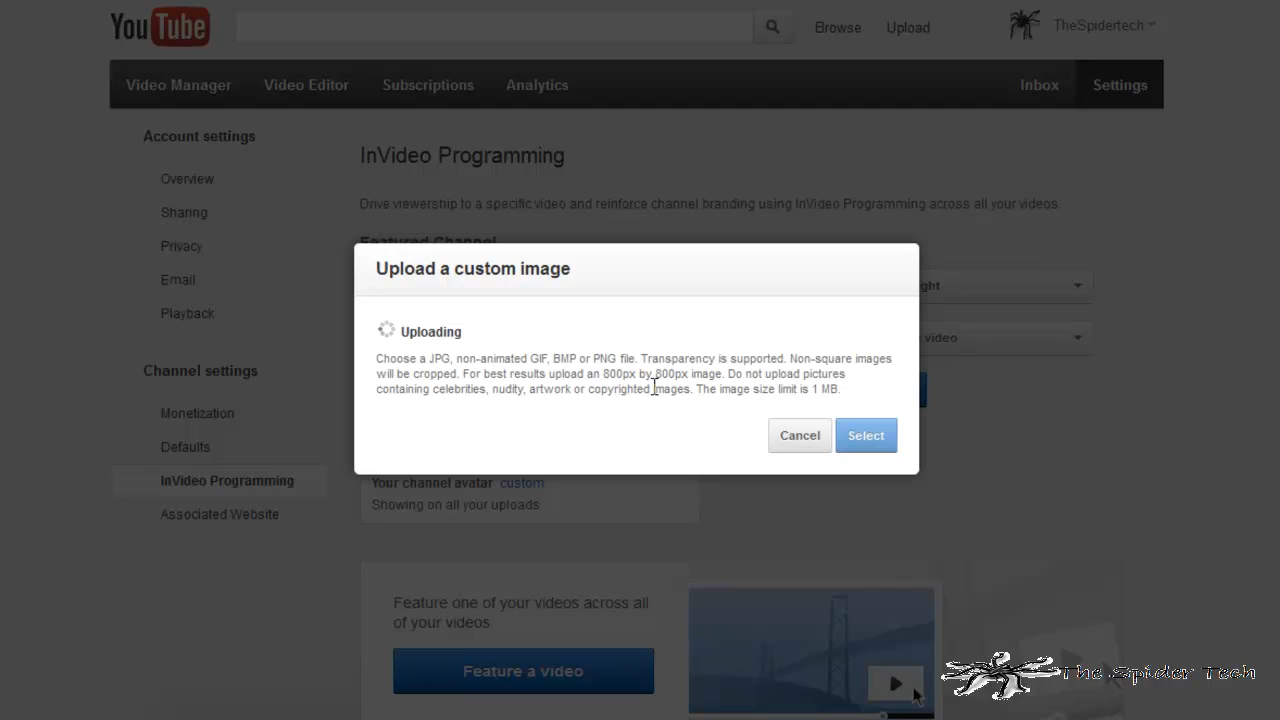 YouTube
Browse
Upload
TheSpidertech
Video Manager
Video Editor
Subscriptions
Analytics
Inbox
Settings
Account settings
Overview
Sharing
Privacy
Email
Playback
Channel settings
Monetization
Defaults
InVideo Programming
Associated Website
InVideo Programming
Drive viewership to a specific video and reinforce channel branding using InVideo Programming across all your videos.
Featured Channel
ght
video
Upload a custom image
Uploading
Choose a JPG, non-animated GIF, BMP or PNG file. Transparency is supported. Non-square images
will be cropped. For best results upload an 800px by 800px image. Do not upload pictures
containing celebrities, nudity, artwork or copyrighted images. The image size limit is 1 MB.
Cancel
Select
Your channel avatar custom
Showing on all your uploads
Feature one of your videos across all
of your videos
Feature a video
The Spider Tech